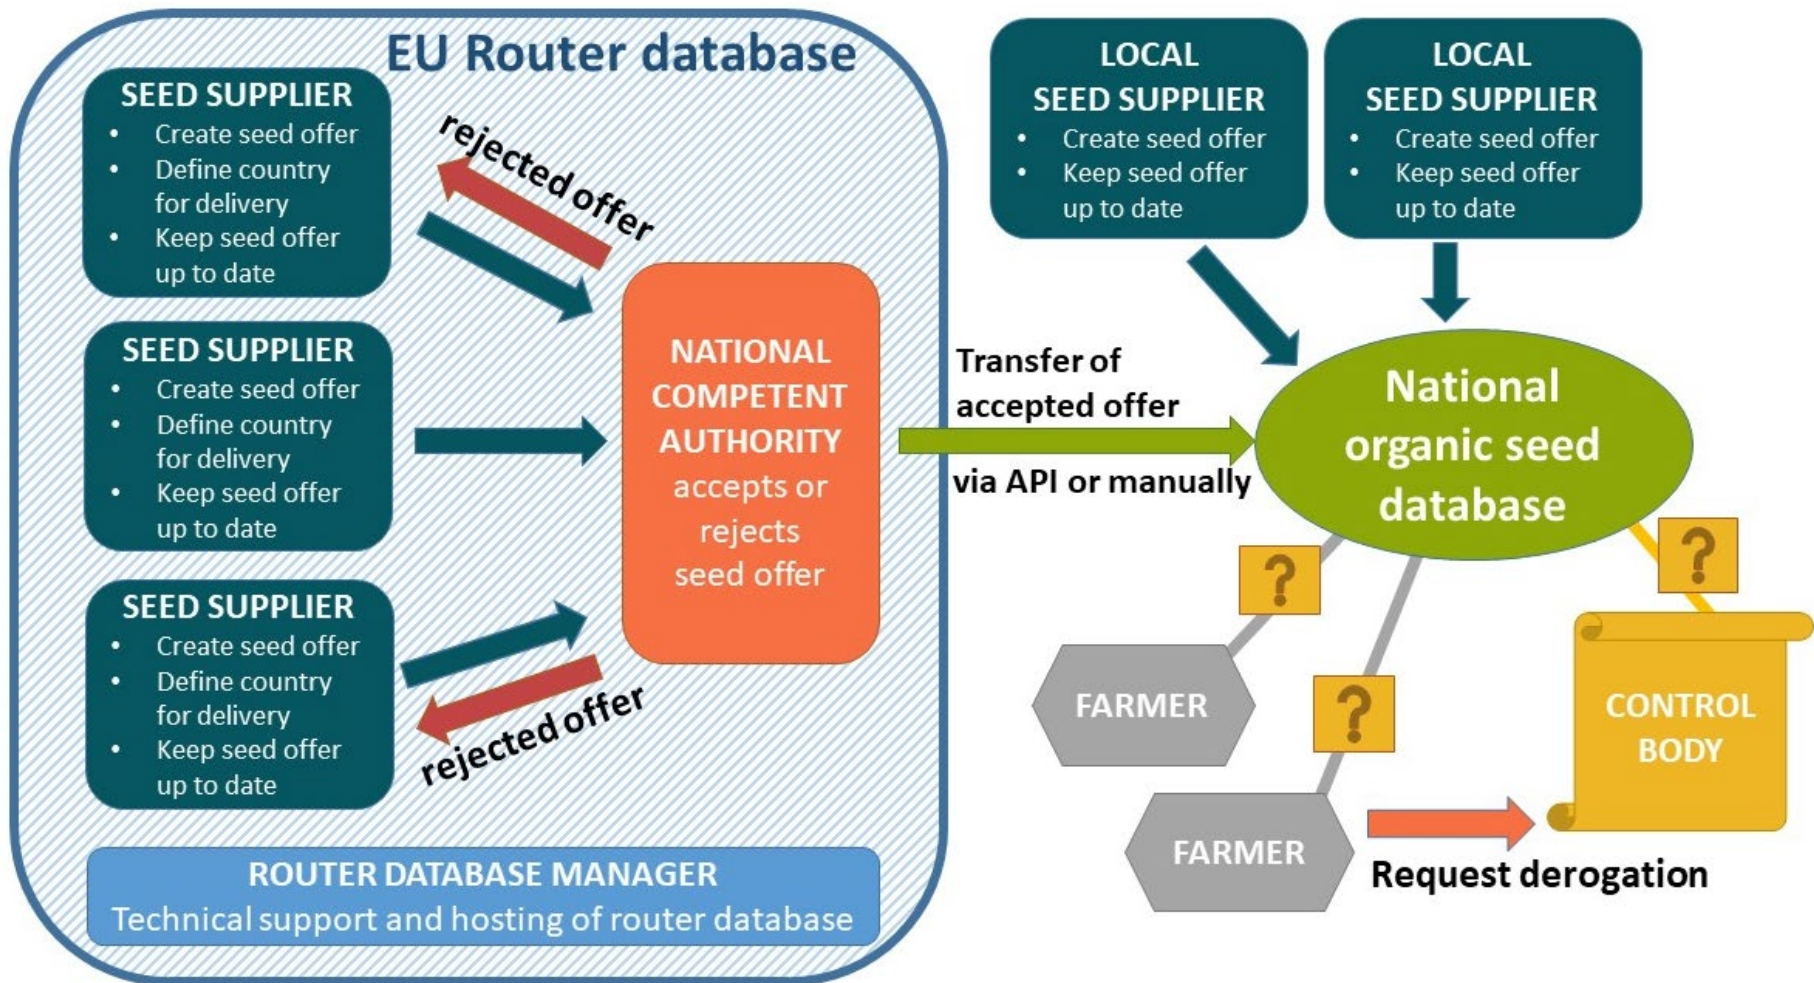 EU Router database
SEED SUPPLIER
• Create seed offer
• Define country
for delivery
• Keep seed offer
up to date
rejected offer
SEED SUPPLIER
• Create seed offer
• Define country
for delivery
• Keep seed offer
up to date
SEED SUPPLIER
• Create seed offer
• Define country
for delivery
• Keep seed offer
up to date
rejected offer
NATIONAL
COMPETENT
AUTHORITY
accepts or
rejects
seed offer
ROUTER DATABASE MANAGER
Technical support and hosting of router database
Transfer of
accepted offer
via API or manually
LOCAL
SEED SUPPLIER
• Create seed offer
• Keep seed offer
up to date
LOCAL
SEED SUPPLIER
• Create seed offer
• Keep seed offer
up to date
National
organic seed
database
?
?
?
FARMER
FARMER
CONTROL
BODY
Request derogation